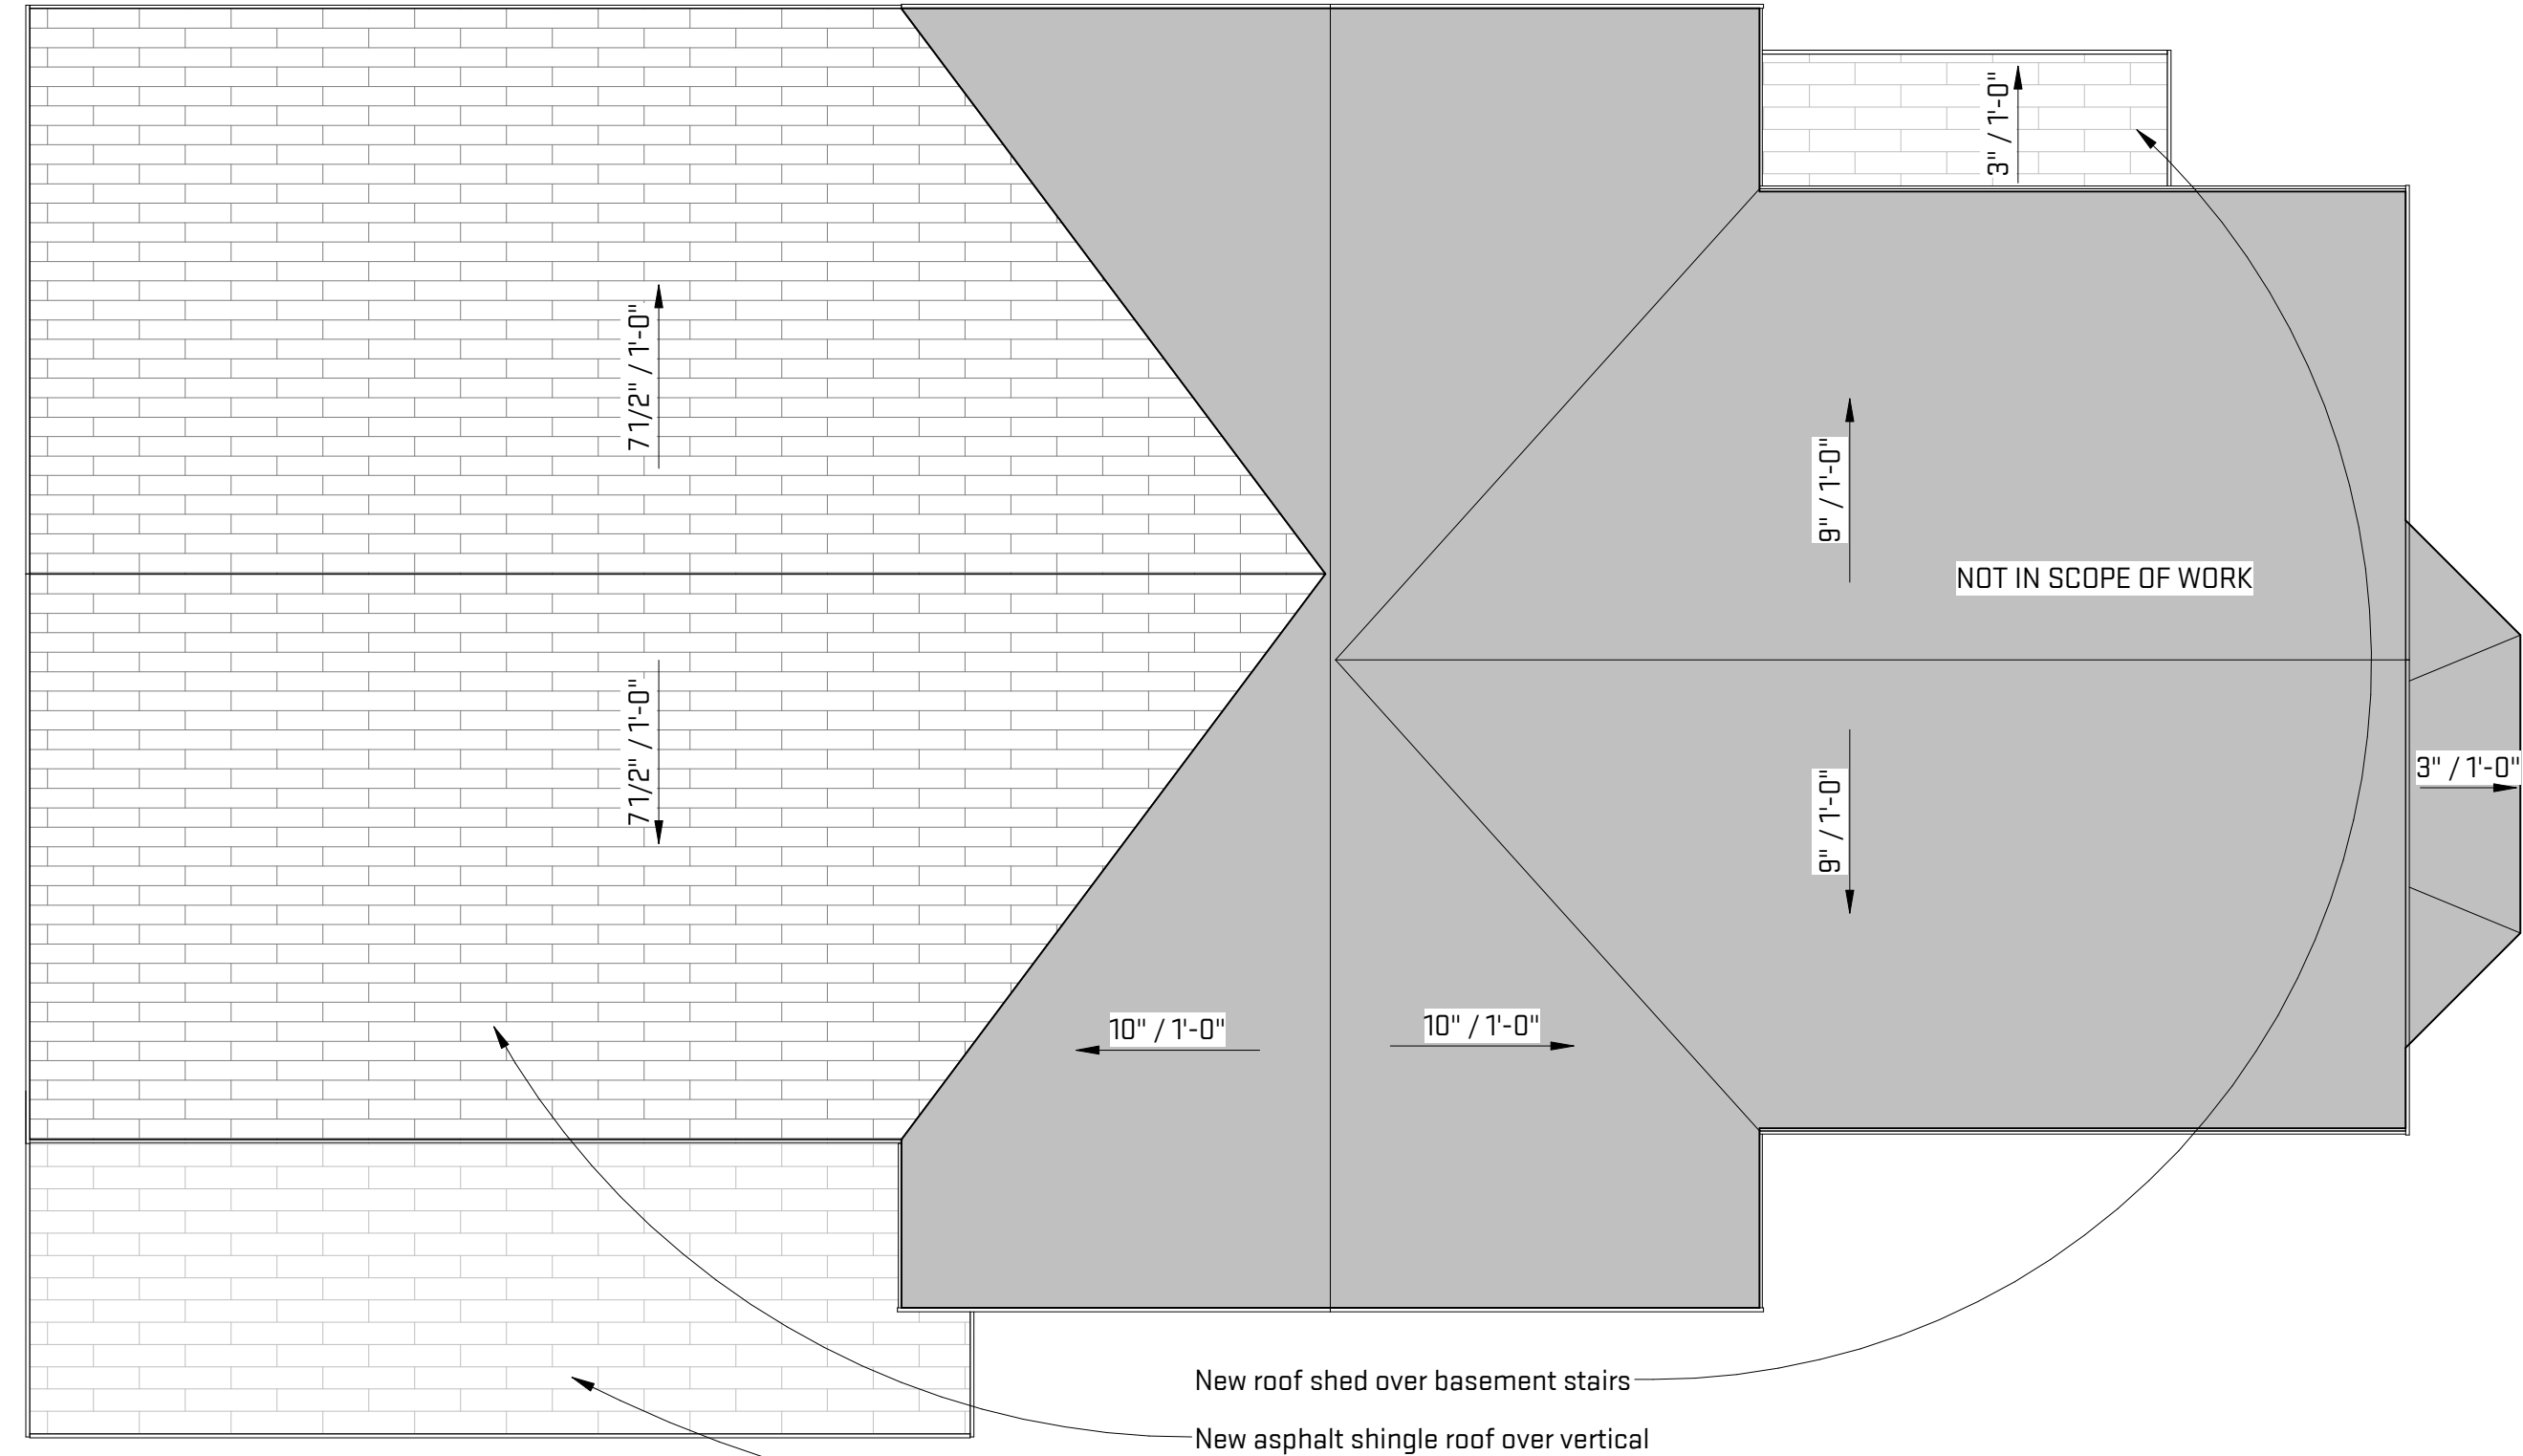 3" / 1'-0"
7 1/2" / 1'-0"
9" / 1'-0"
NOT IN SCOPE OF WORK
7 1/2" / 1'-0"
3" / 1'-0"
9" / 1'-0"
10" / 1'-0"
10" / 1'-0"
New roof shed over basement stairs
New asphalt shingle roof over vertical